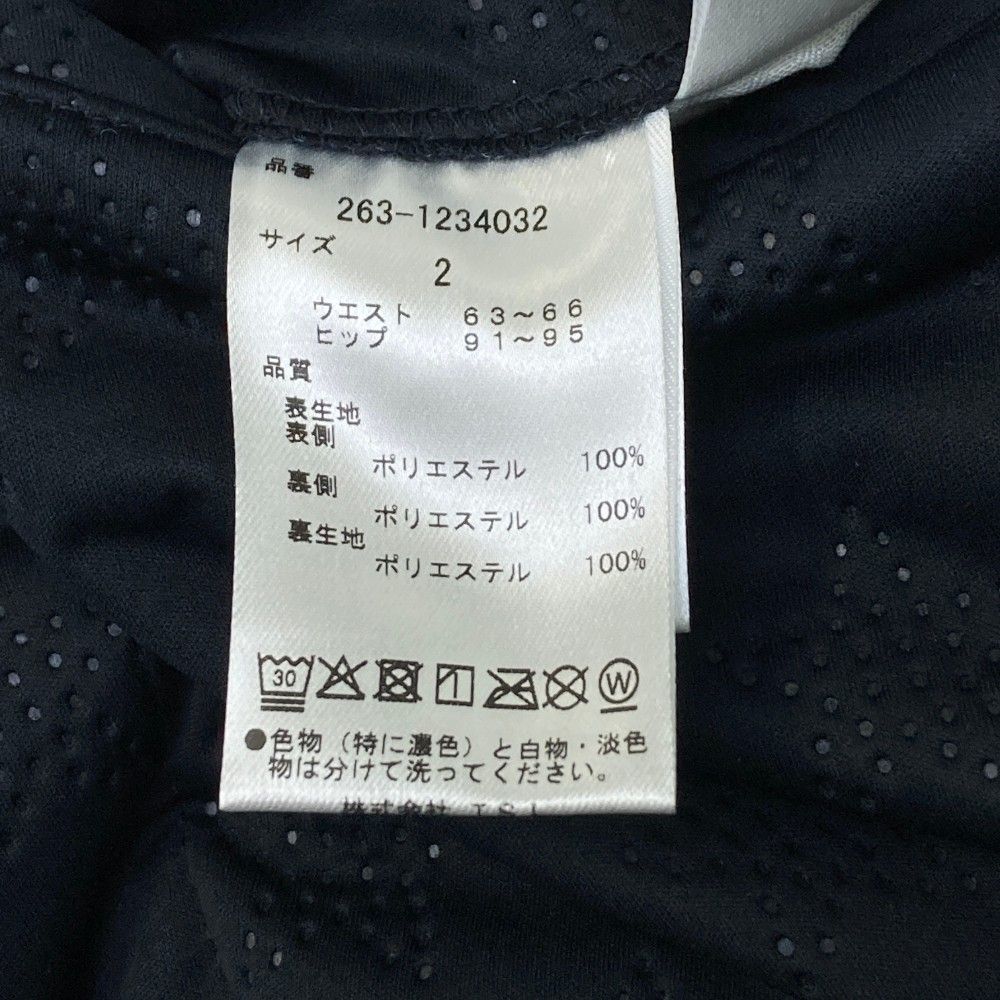 品番
263-1234032
サイズ
2
ウエスト 63～66
ヒップ 91～95
品質
表生地
表側
ポリエステル 100%
裏側
ポリエステル 100%
裏生地
ポリエステル 100%
30
W
●色物（特に濃色）と白物・淡色
物は分けて洗ってください。
株式会社